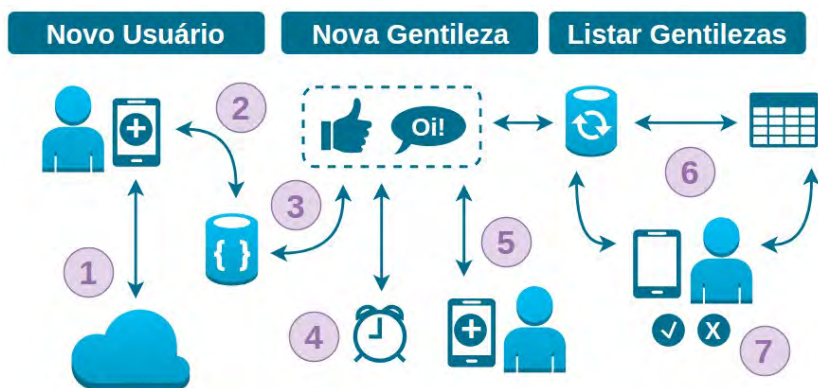 Novo Usuário
Nova Gentileza
Listar Gentilezas
2
Oi!
6
3
{ }
5
1
4
X
7